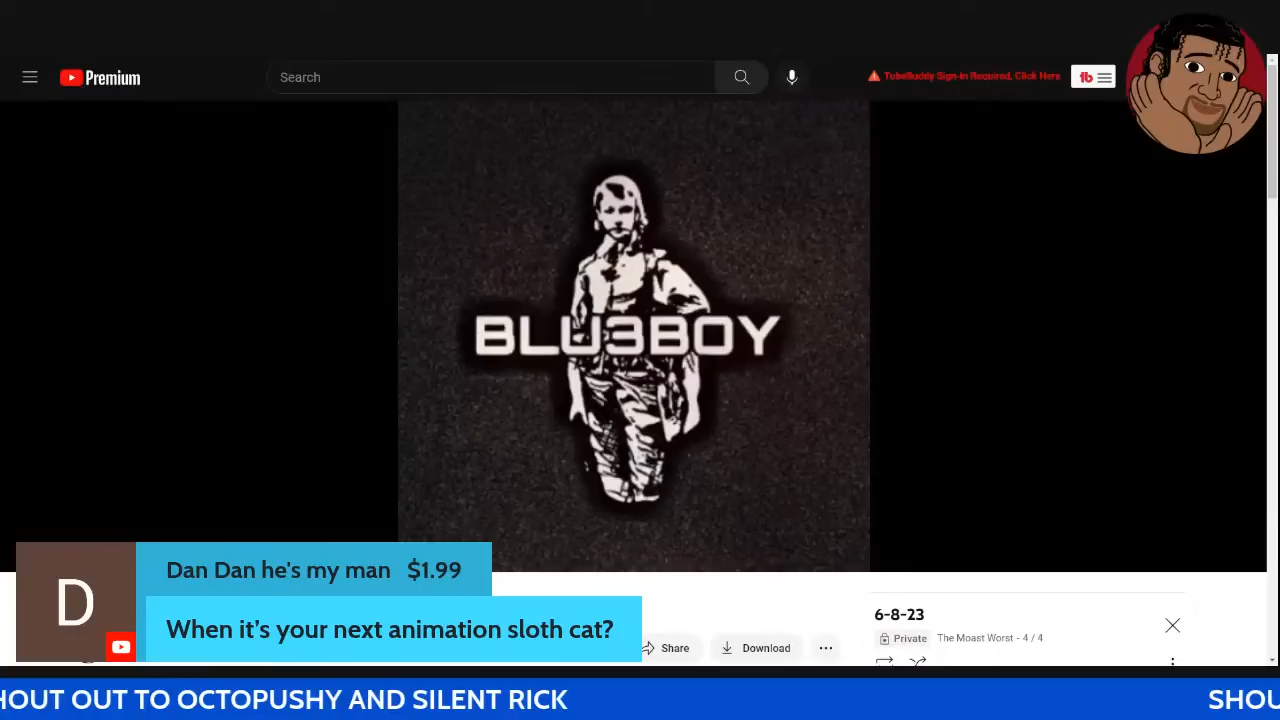 Premium
Search
TubeBuddy Sign-In Required, Click Here
tb
BLU3BOY
Dan Dan he's my man $1.99
D
When it's your next animation sloth cat?
Share
Download
6-8-23
Private
The Moast Worst - 4 / 4
HOUT OUT TO OCTOPUSHY AND SILENT RICK
SHOU